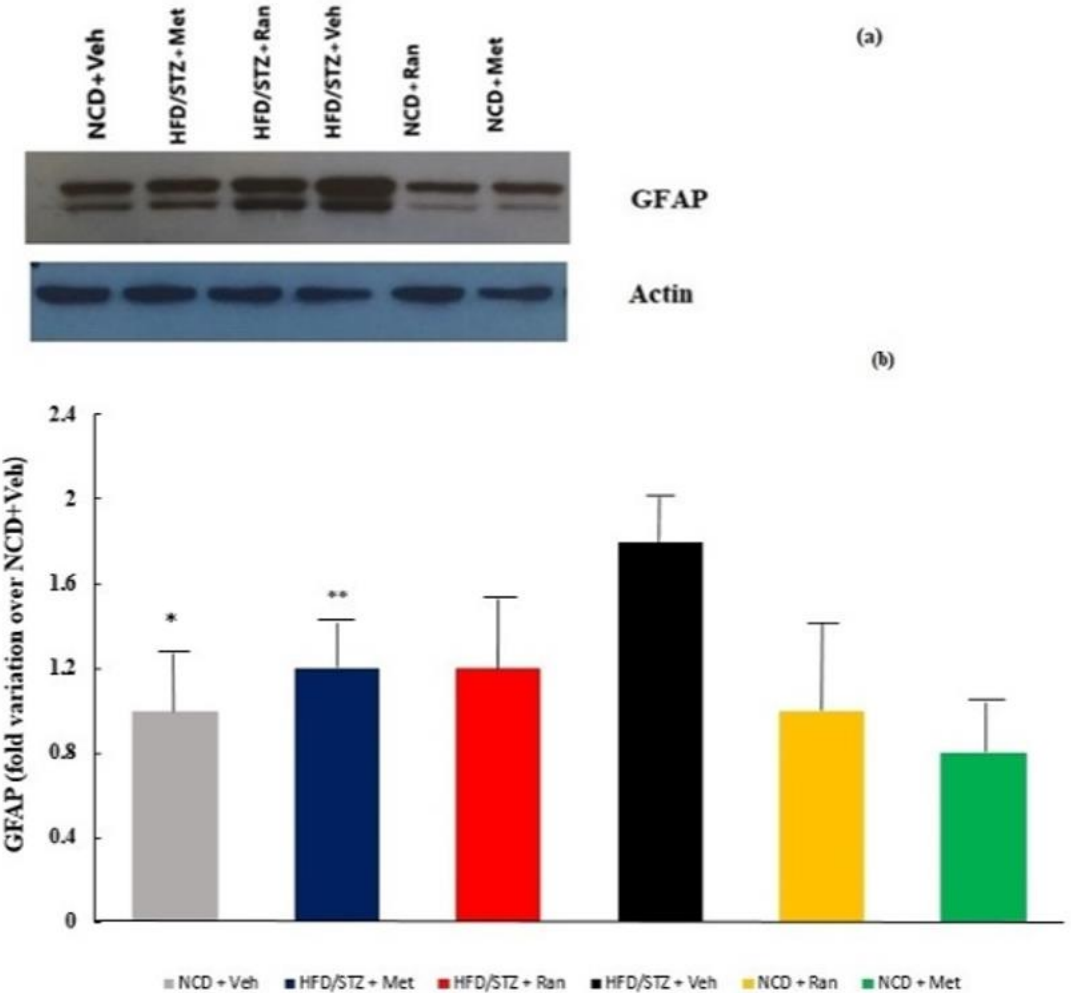 (a)
NCD+Veh
HFD/STZ+Met
HFD/STZ+Ran
HFD/STZ+Veh
NCD+Ran
NCD+Met
GFAP
Actin
(b)
GFAP (fold variation over NCD+Veh)
2.4
2
1.6
1.2
0.8
0.4
0
*
**
NCD + Veh HFD/STZ + Met HFD/STZ + Ran HFD/STZ + Veh NCD + Ran NCD + Met